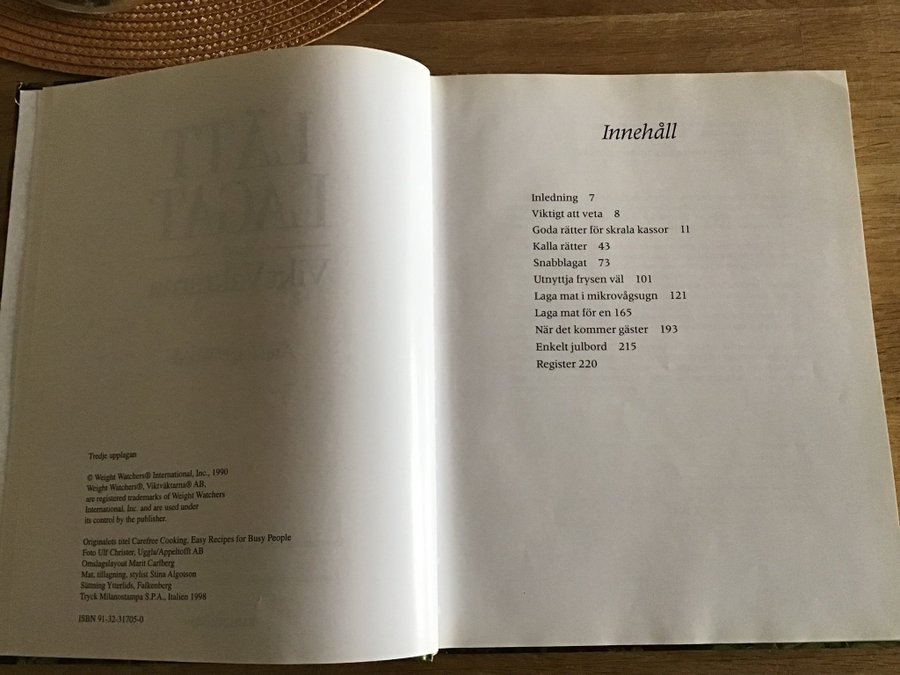 Tredje upplagan
© Weight Watchers® International, Inc., 1990
Weight Watchers®, Viktväktarna® AB,
are registered trademarks of Weight Watchers
International, Inc. and are used under
its control by the publisher.
Originalets titel Carefree Cooking, Easy Recipes for Busy People
Foto Ulf Christer, Uggla/Appeltofft AB
Omslagslayout Marit Carlberg
Mat, tillagning, stylist Stina Algotson
Sättning Ytterlids, Falkenberg
Tryck Milanostampa S.P.A., Italien 1998
ISBN 91-32-31705-0
Innehåll
Inledning 7
Viktigt att veta 8
Goda rätter för skrala kassor 11
Kalla rätter 43
Snabblagat 73
Utnyttja frysen väl 101
Laga mat i mikrovågsugn 121
Laga mat för en 165
När det kommer gäster 193
Enkelt julbord 215
Register 220